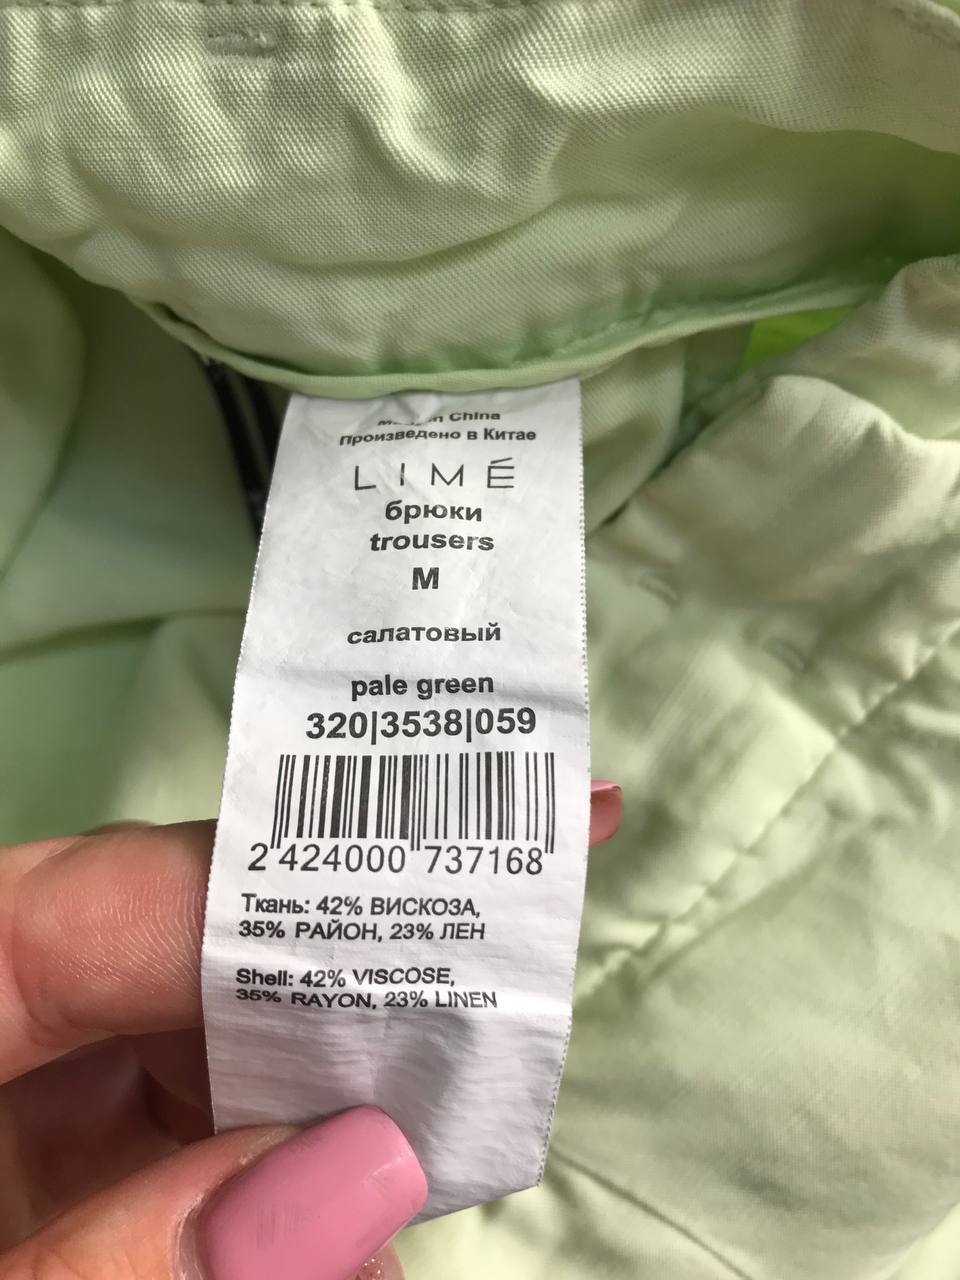 Made in China
Произведено в Китае
LIMÉ
брюки
trousers
M
салатовый
pale green
320|3538|059
2 424000 737168
Ткань: 42% ВИСКОЗА,
35% РАЙОН, 23% ЛЕН
Shell: 42% VISCOSE,
35% RAYON, 23% LINEN